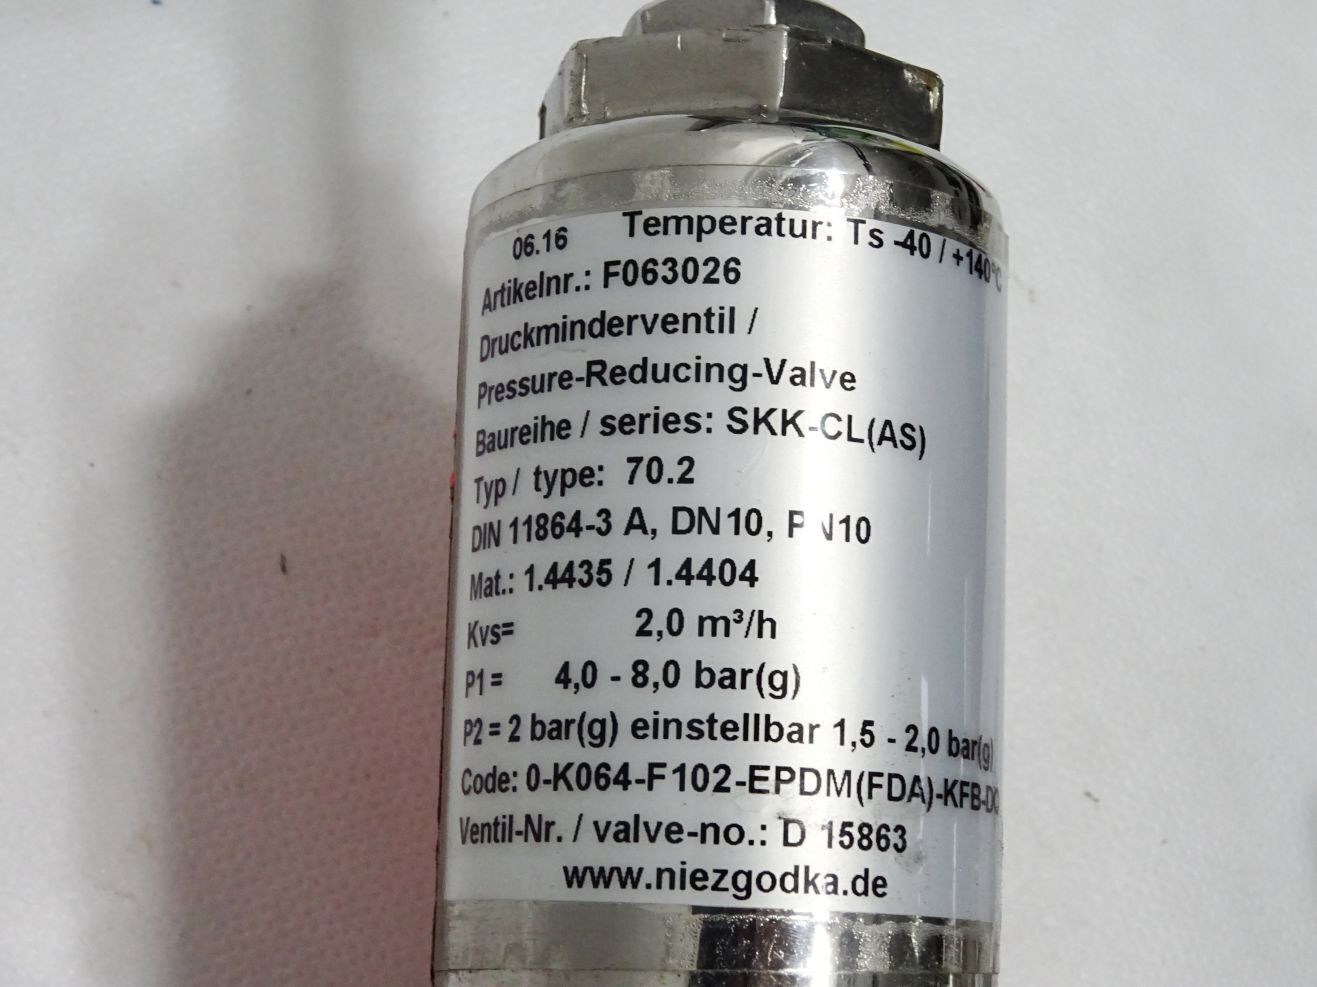 06.16 Temperatur: Ts -40 / +140°C
Artikelnr.: F063026
Druckminderventil /
Pressure-Reducing-Valve
Baureihe / series: SKK-CL(AS)
Typ / type: 70.2
DIN 11864-3 A, DN10, PN10
Mat.: 1.4435 / 1.4404
Kvs= 2,0 m³/h
P1 = 4,0 - 8,0 bar(g)
P2 = 2 bar(g) einstellbar 1,5 - 2,0 bar(g)
Code: 0-K064-F102-EPDM(FDA)-KFB-
Ventil-Nr. / valve-no.: D 15863
www.niezgodka.de